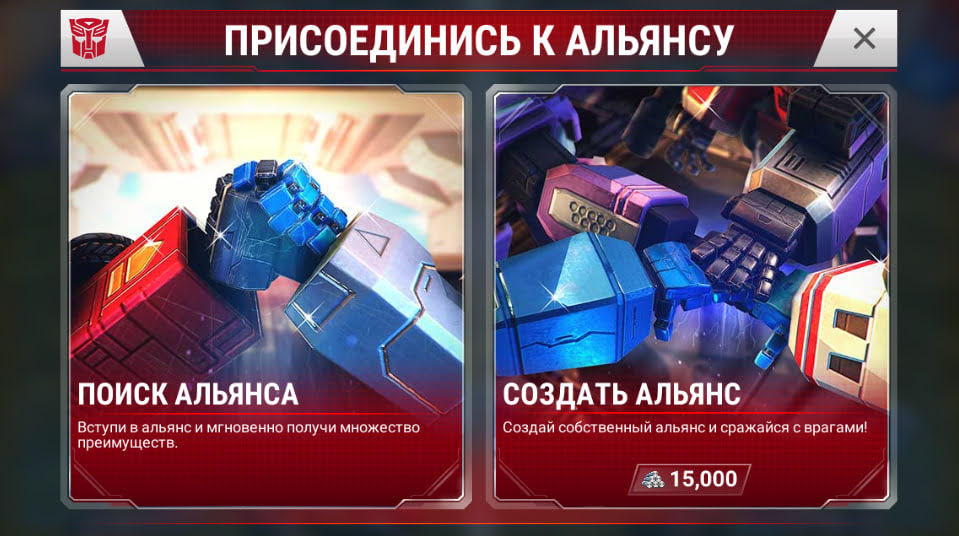 ПРИСОЕДИНИСЬ К АЛЬЯНСУ
ПОИСК АЛЬЯНСА
Вступи в альянс и мгновенно получи множество
преимуществ.
СОЗДАТЬ АЛЬЯНС
Создай собственный альянс и сражайся с врагами!
15,000